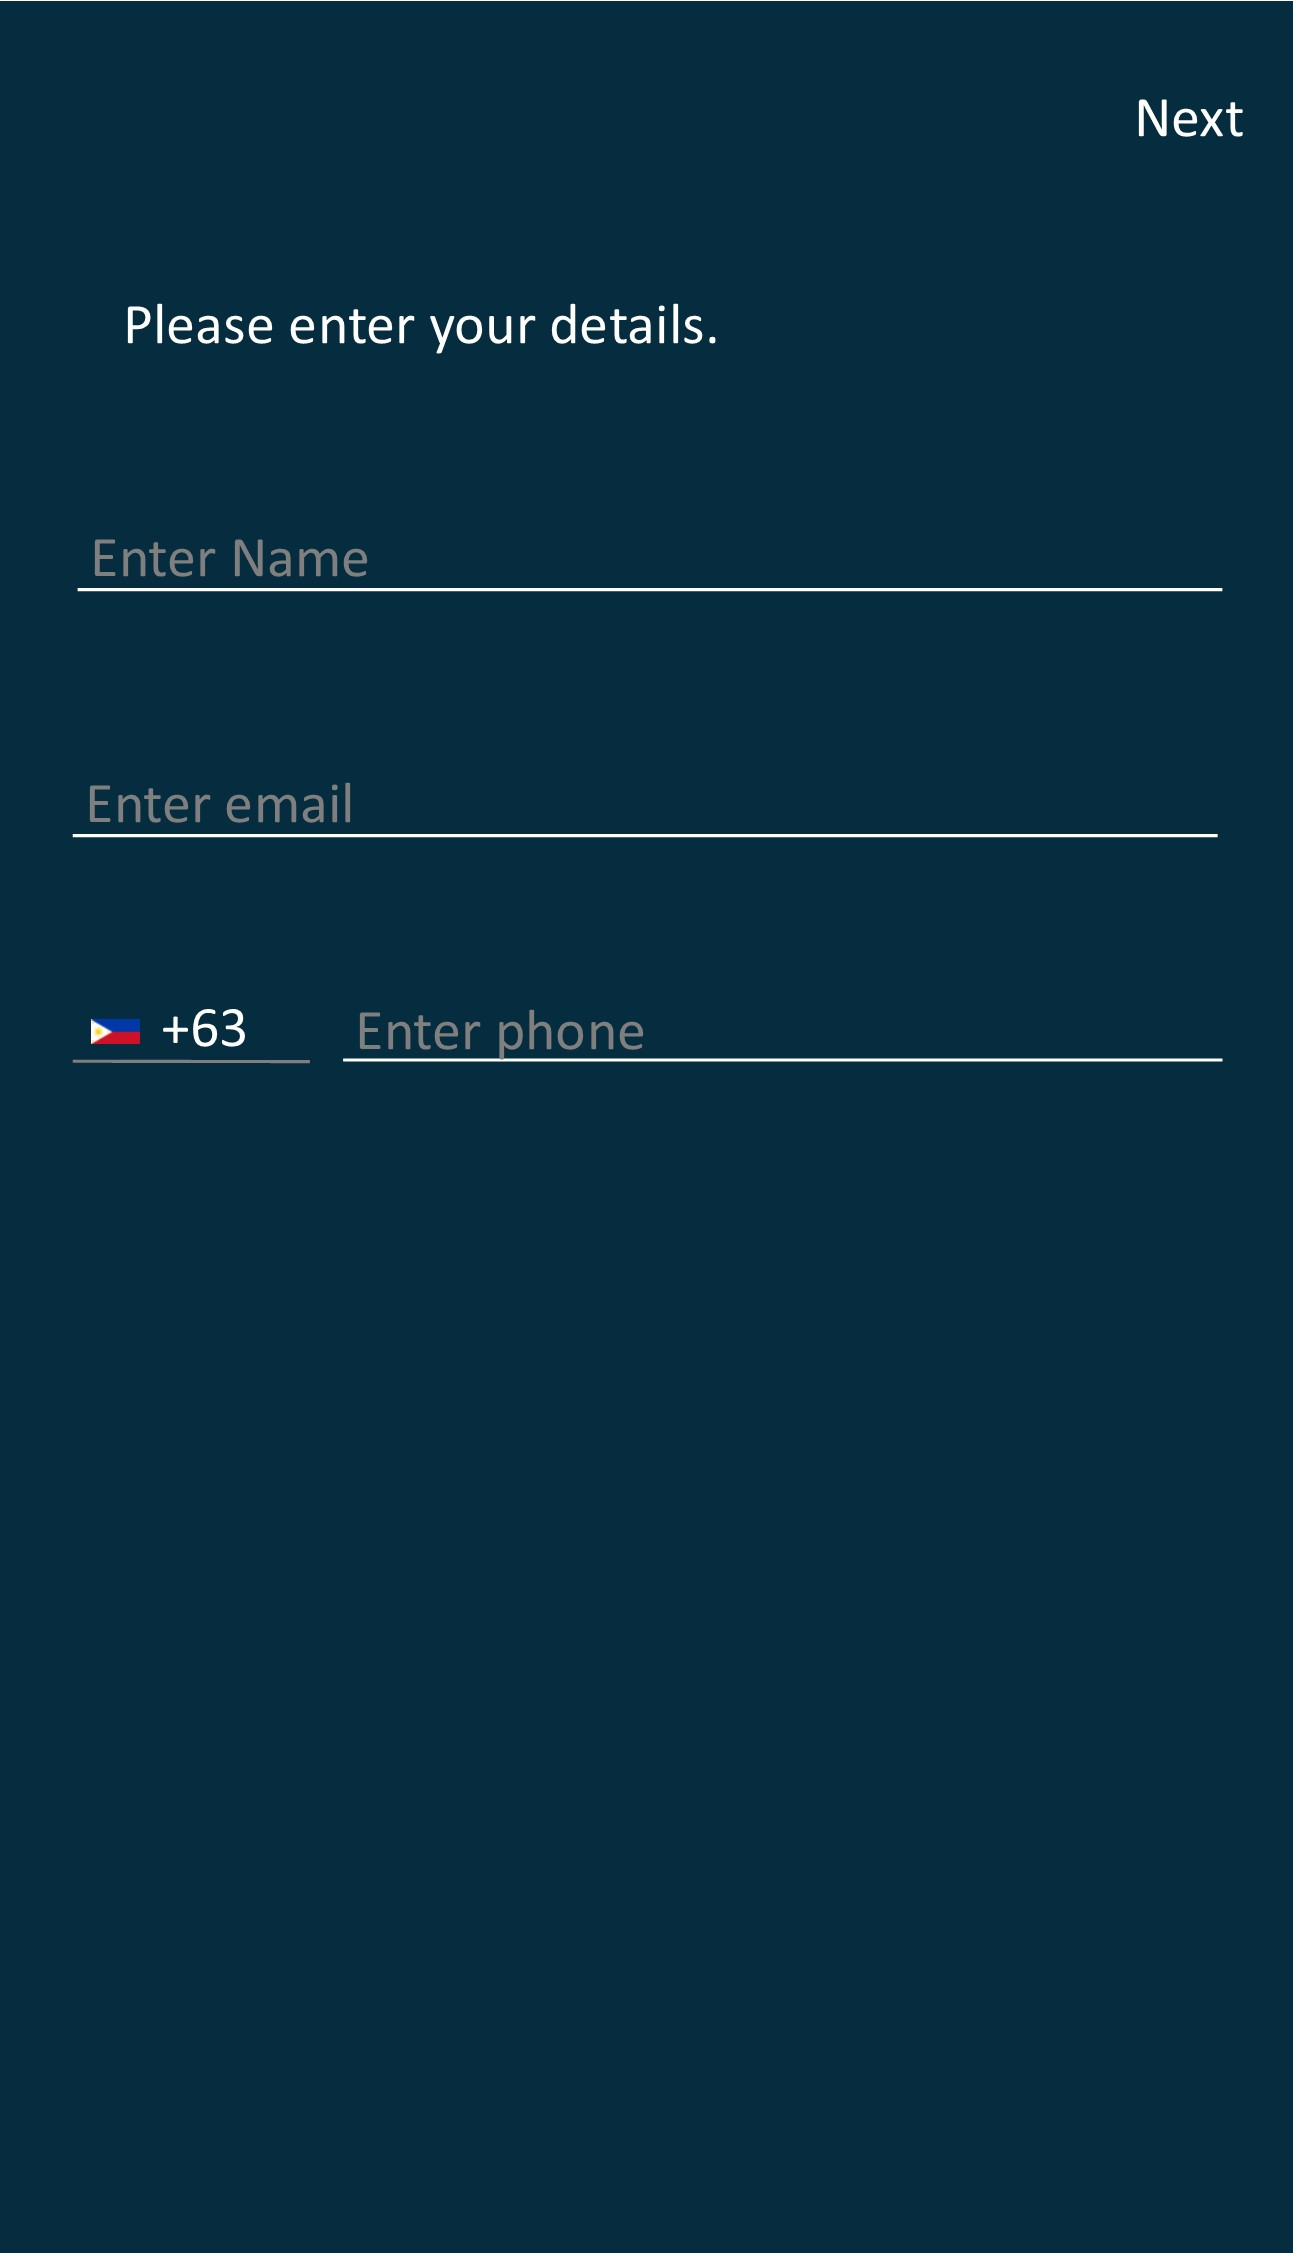 Next
Please enter your details.
Enter Name
Enter email
+63 Enter phone